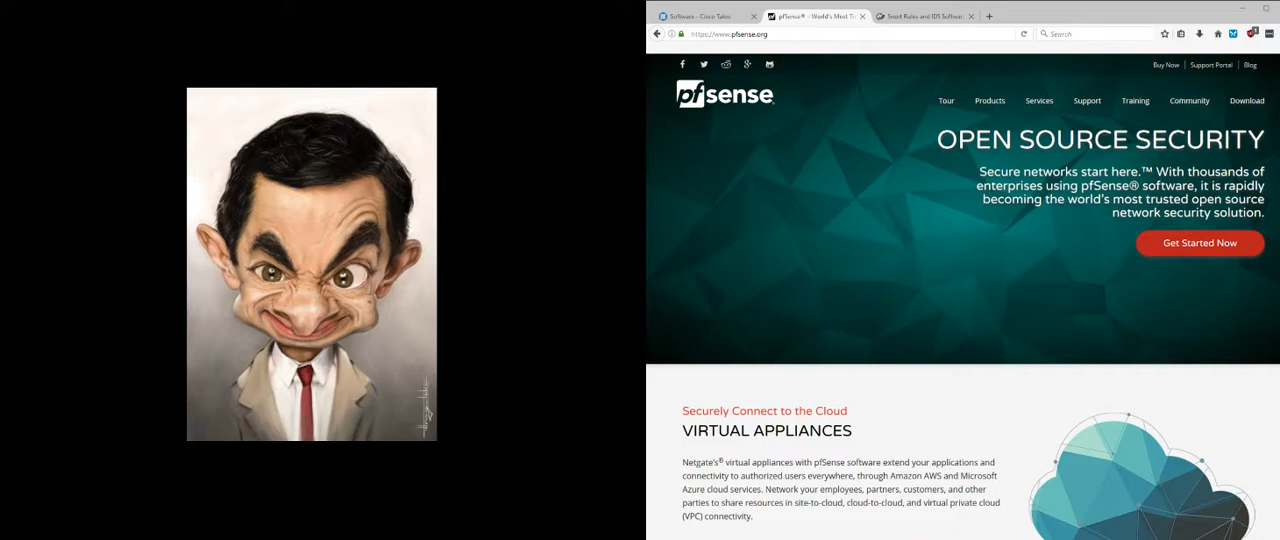 Software - Cisco Talos
pfSense® - World's Most Tr
Snort Rules and IDS Software
https://www.pfsense.org
Search
Buy Now | Support Portal | Blog
pfsense
Tour Products Services Support Training Community Download
OPEN SOURCE SECURITY
Secure networks start here.™ With thousands of
enterprises using pfSense® software, it is rapidly
becoming the world's most trusted open source
network security solution.
Get Started Now
Securely Connect to the Cloud
VIRTUAL APPLIANCES
Netgate's® virtual appliances with pfSense software extend your applications and
connectivity to authorized users everywhere, through Amazon AWS and Microsoft
Azure cloud services. Network your employees, partners, customers, and other
parties to share resources in site-to-cloud, cloud-to-cloud, and virtual private cloud
(VPC) connectivity.